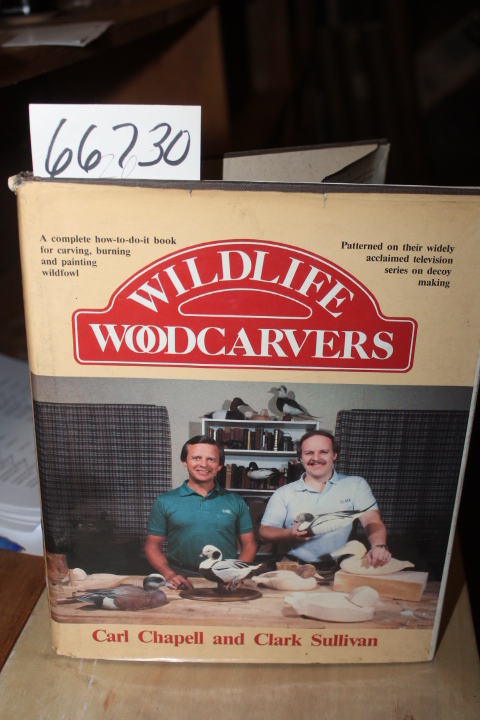 66730
A complete how-to-do-it book
for carving, burning
and painting
wildfowl
Patterned on their widely
acclaimed television
series on decoy
making
WILDLIFE
WOODCARVERS
Carl Chapell and Clark Sullivan